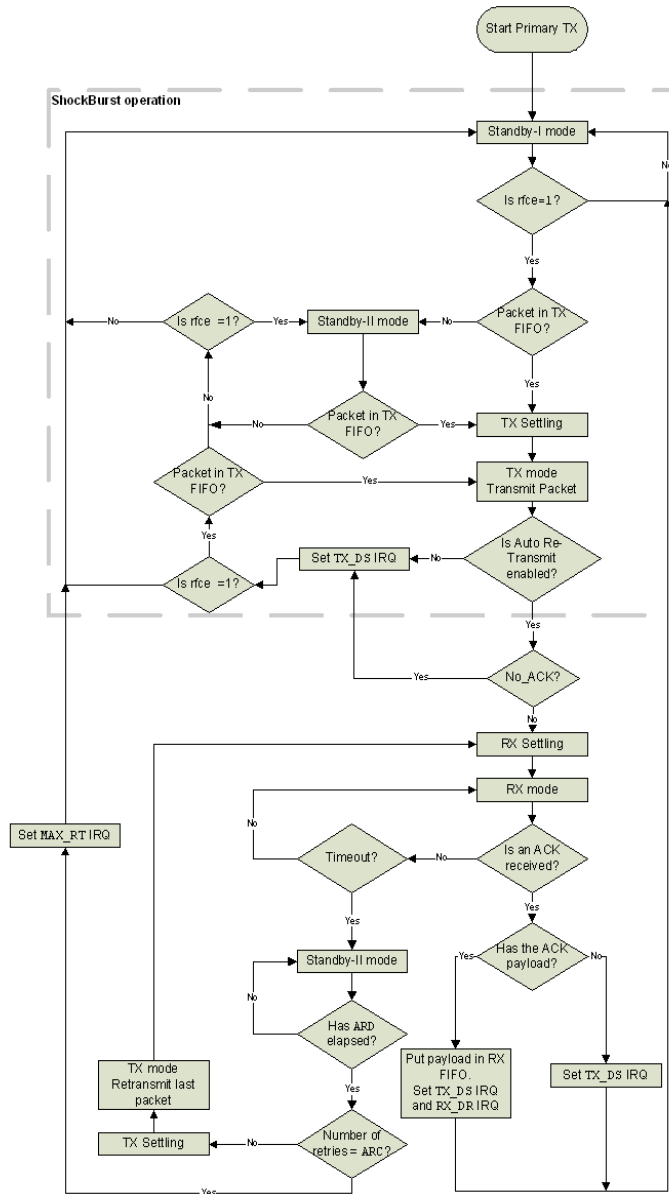 Start Primary TX
ShockBurst operation
Standby-I mode
No
Is rfce=1?
Yes
Is rfce =1?
No
Yes
Standby-II mode
No
Packet in TX
FIFO?
Yes
No
Packet in TX
FIFO?
No
Yes
TX Settling
Packet in TX
FIFO?
Yes
TX mode
Transmit Packet
Yes
Is rfce =1?
Set TX_DS IRQ
No
Is Auto Re-
Transmit
enabled?
Yes
Yes
No_ACK?
No
RX Settling
RX mode
No
Set MAX_RT IRQ
Timeout?
No
Is an ACK
received?
Yes
Yes
Standby-II mode
Yes
Has the ACK
payload?
No
No
Has ARD
elapsed?
TX mode
Retransmit last
packet
Yes
Put payload in RX
FIFO.
Set TX_DS IRQ
and RX_DR IRQ
Set TX_DS IRQ
TX Settling
No
Number of
retries = ARC?
Yes